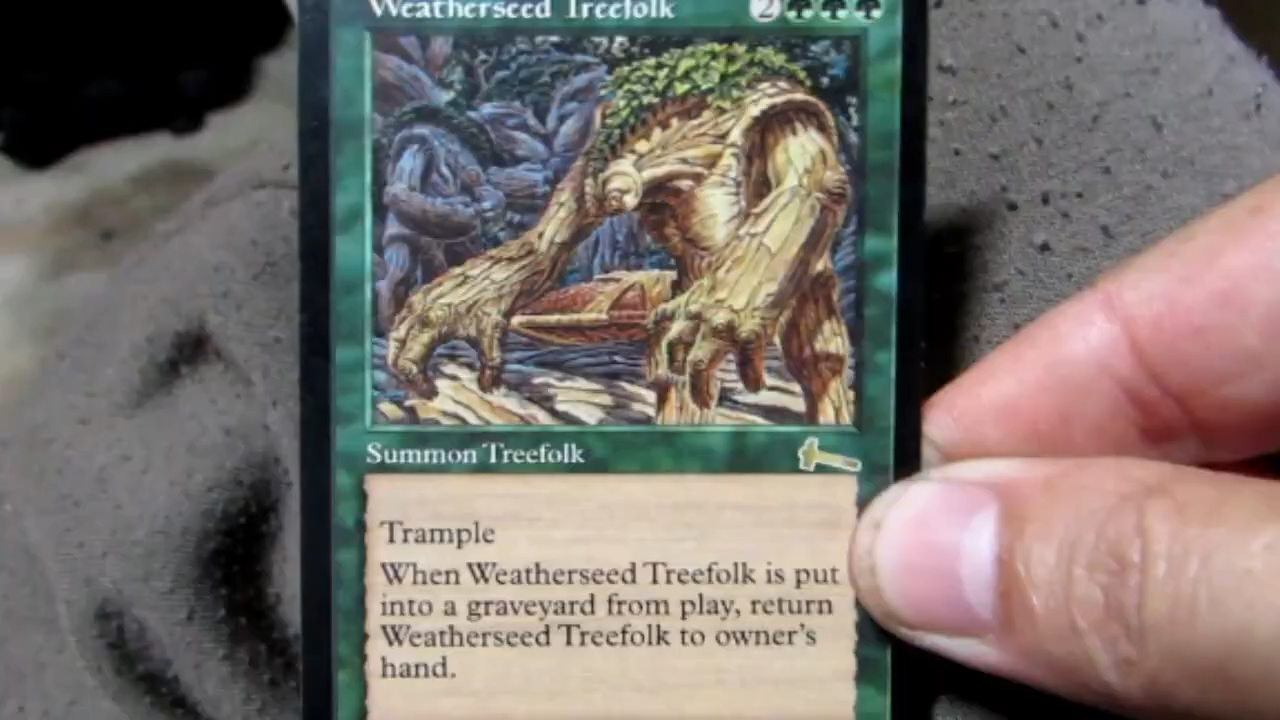 Weatherseed Treefolk 2
Summon Treefolk
Trample
When Weatherseed Treefolk is put
into a graveyard from play, return
Weatherseed Treefolk to owner's
hand.